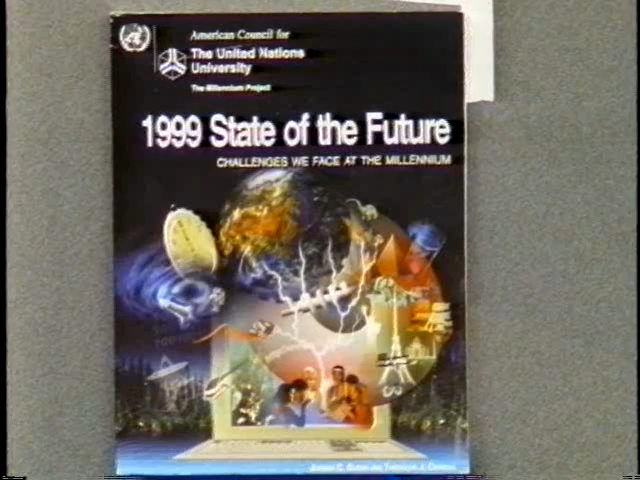 American Council for
The United Nations
University
The Millennium Project
1999 State of the Future
CHALLENGES WE FACE AT THE MILLENNIUM